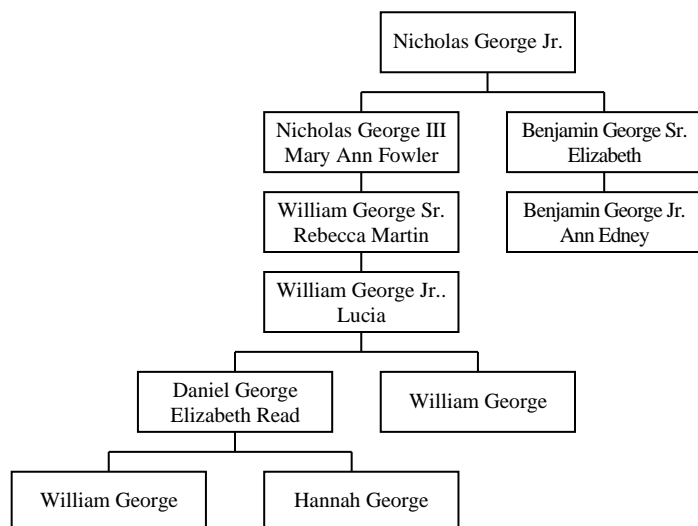 Nicholas George Jr.
Nicholas George III
Mary Ann Fowler
Benjamin George Sr.
Elizabeth
William George Sr.
Rebecca Martin
Benjamin George Jr.
Ann Edney
William George Jr..
Lucia
Daniel George
Elizabeth Read
William George
William George
Hannah George